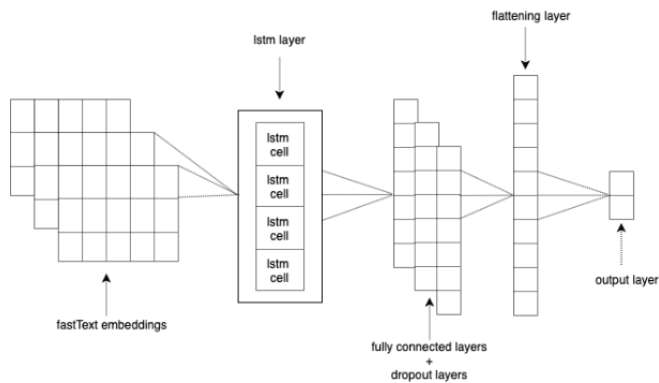 flattening layer
lstm layer
lstm
cell
lstm
cell
lstm
cell
lstm
cell
fastText embeddings
output layer
fully connected layers
+
dropout layers